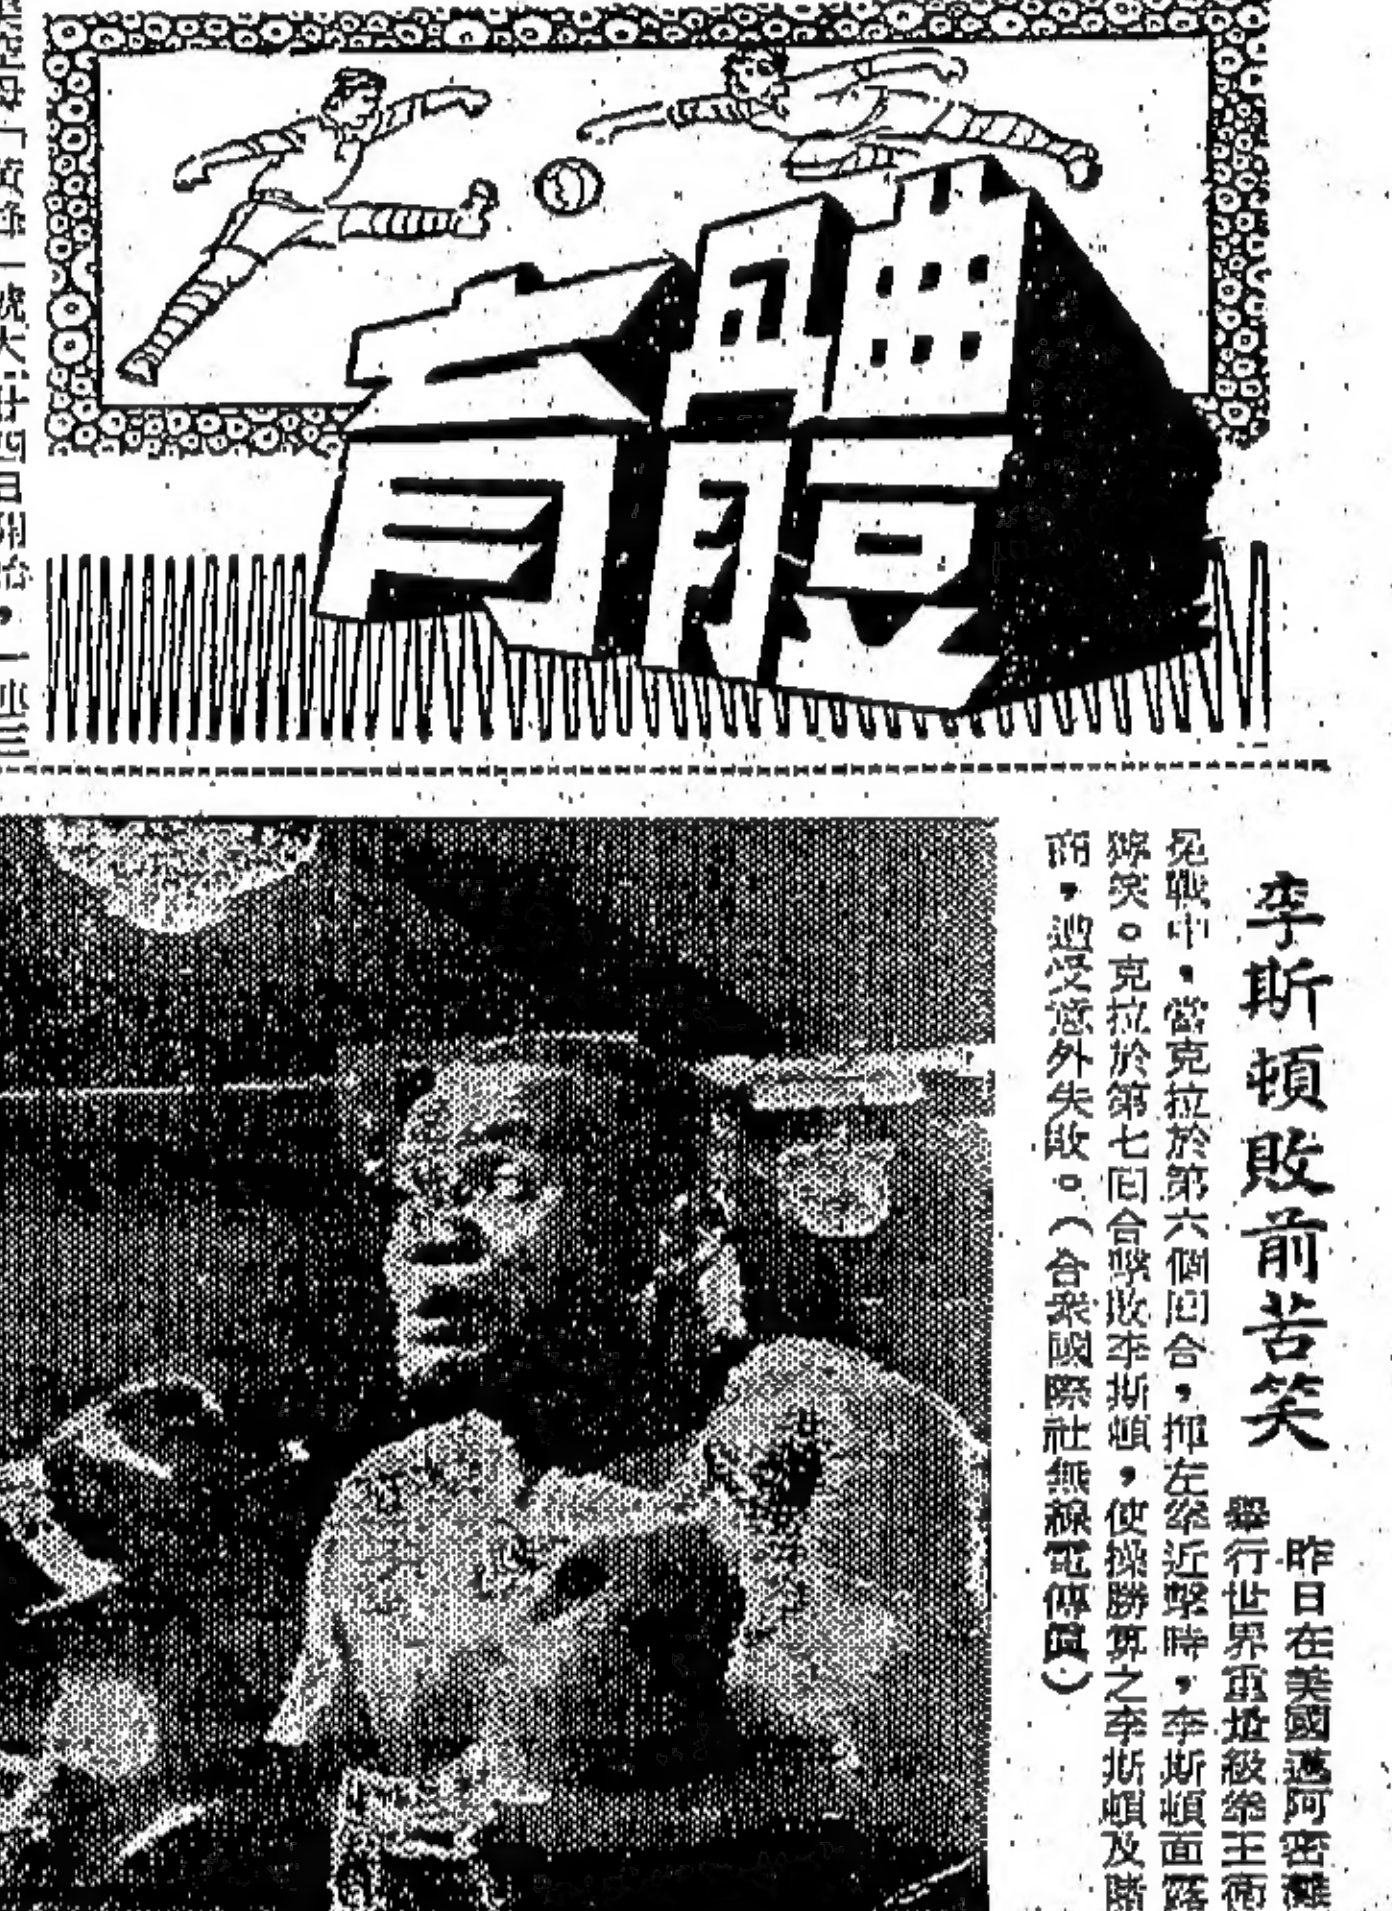 體育
李斯頓敗前苦笑
昨日在美國邁阿密灘
舉行世界重量級拳王衛
冕戰中，當克拉於第六個回合，揮左拳近擊時，李斯頓面露
獰笑。克拉於第七回合擊敗李斯頓，使操勝算之李斯頓及賭
商，遭受意外失敗。（合衆國際社無線電傳眞）